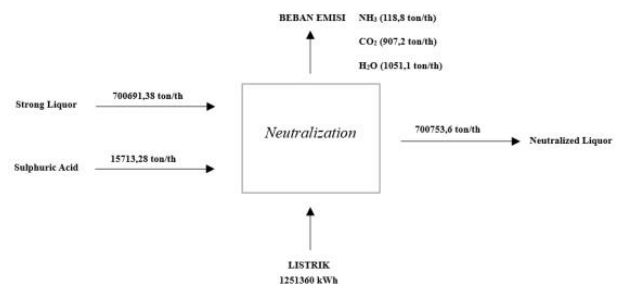 BEBAN EMISI NH₃ (118,8 ton/th)
CO₂ (907,2 ton/th)
H₂O (1051,1 ton/th)
700691,38 ton/th
Strong Liquor
Neutralization
700753,6 ton/th
Neutralized Liquor
15713,28 ton/th
Sulphuric Acid
LISTRIK
1251360 kWh